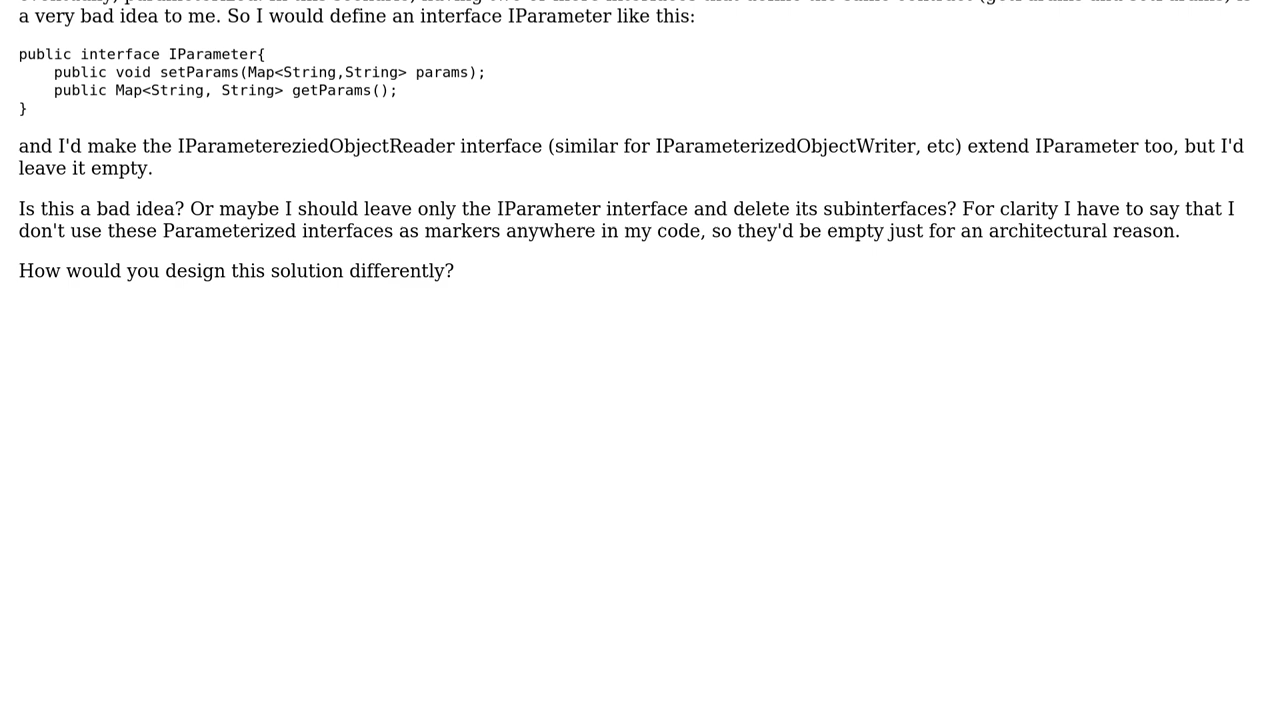 a very bad idea to me. So I would define an interface IParameter like this:
public interface IParameter{
    public void setParams(Map<String,String> params);
    public Map<String, String> getParams();
}
and I'd make the IParametereziedObjectReader interface (similar for IParameterizedObjectWriter, etc) extend IParameter too, but I'd
leave it empty.
Is this a bad idea? Or maybe I should leave only the IParameter interface and delete its subinterfaces? For clarity I have to say that I
don't use these Parameterized interfaces as markers anywhere in my code, so they'd be empty just for an architectural reason.
How would you design this solution differently?